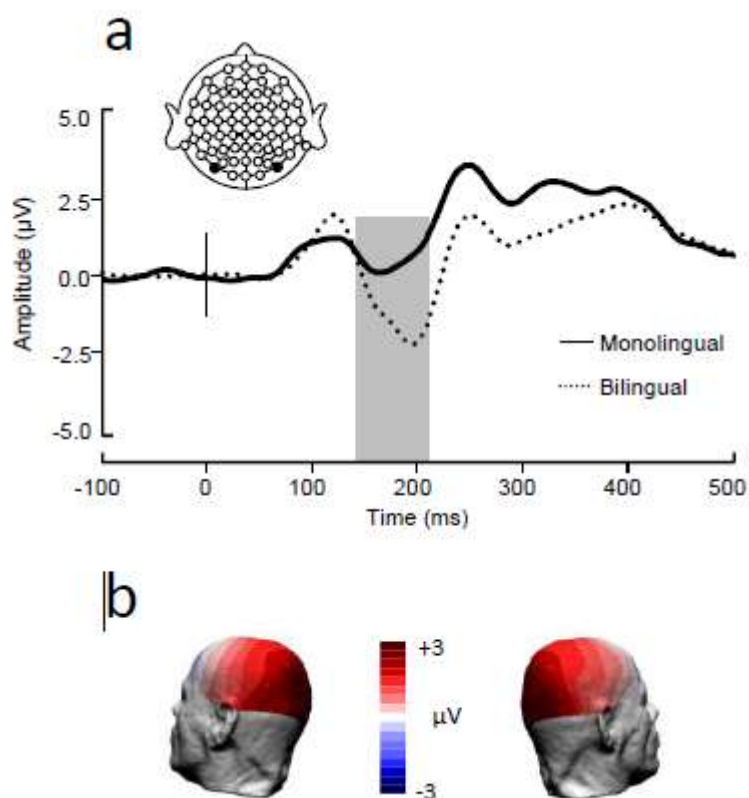 a
5.0
2.5
0.0
-2.5
-5.0
Amplitude (µV)
Monolingual
Bilingual
-100 0 100 200 300 400 500
Time (ms)
b
+3
µV
-3